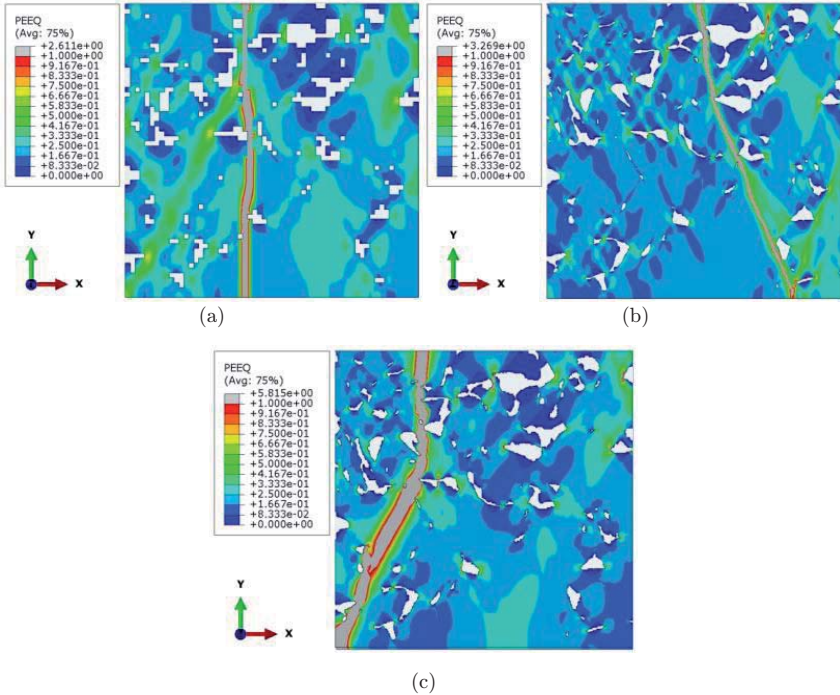 PEEQ
(Avg: 75%)
+2.611e+00
+1.000e+00
+9.167e-01
+8.333e-01
+7.500e-01
+6.667e-01
+5.833e-01
+5.000e-01
+4.167e-01
+3.333e-01
+2.500e-01
+1.667e-01
+8.333e-02
+0.000e+00
Y
Z
X
(a)
PEEQ
(Avg: 75%)
+3.269e+00
+1.000e+00
+9.167e-01
+8.333e-01
+7.500e-01
+6.667e-01
+5.833e-01
+5.000e-01
+4.167e-01
+3.333e-01
+2.500e-01
+1.667e-01
+8.333e-02
+0.000e+00
Y
X
(b)
PEEQ
(Avg: 75%)
+5.815e+00
+1.000e+00
+9.167e-01
+8.333e-01
+7.500e-01
+6.667e-01
+5.833e-01
+5.000e-01
+4.167e-01
+3.333e-01
+2.500e-01
+1.667e-01
+8.333e-02
+0.000e+00
Y
X
(c)